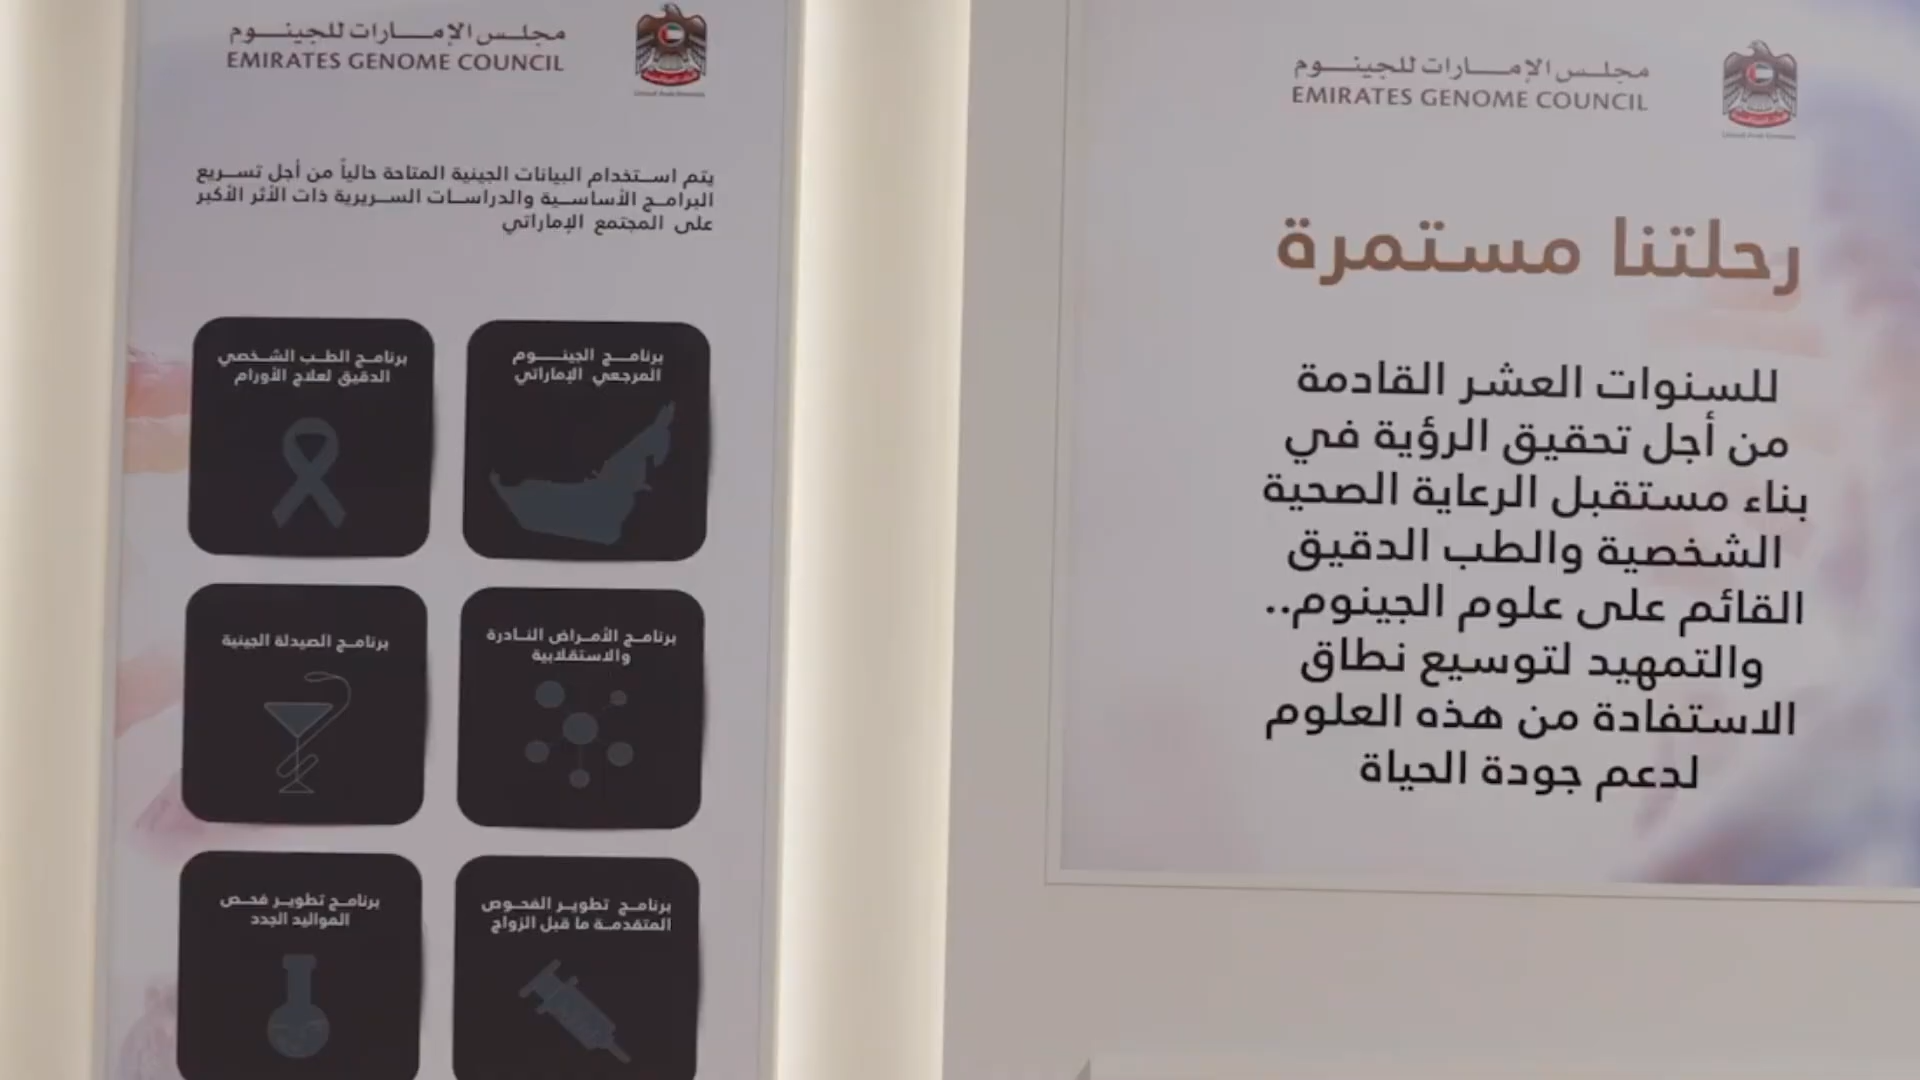 مجلس الإمارات للجينوم
EMIRATES GENOME COUNCIL
يتم استخدام البيانات الجينية المتاحة حالياً من أجل تسريع
البرامج الأساسية والدراسات السريرية ذات الأثر الأكبر
على المجتمع الإماراتي
برنامج الجينوم
المرجعي الإماراتي
برنامج الطب الشخصي
الدقيق لعلاج الأورام
برنامج الأمراض النادرة
والاستقلابية
برنامج الصيدلة الجينية
برنامج تطوير الفحوص
المتقدمة ما قبل الزواج
برنامج تطوير فحص
المواليد الجدد
مجلس الإمارات للجينوم
EMIRATES GENOME COUNCIL
رحلتنا مستمرة
للسنوات العشر القادمة
من أجل تحقيق الرؤية في
بناء مستقبل الرعاية الصحية
الشخصية والطب الدقيق
القائم على علوم الجينوم..
والتمهيد لتوسيع نطاق
الاستفادة من هذه العلوم
لدعم جودة الحياة